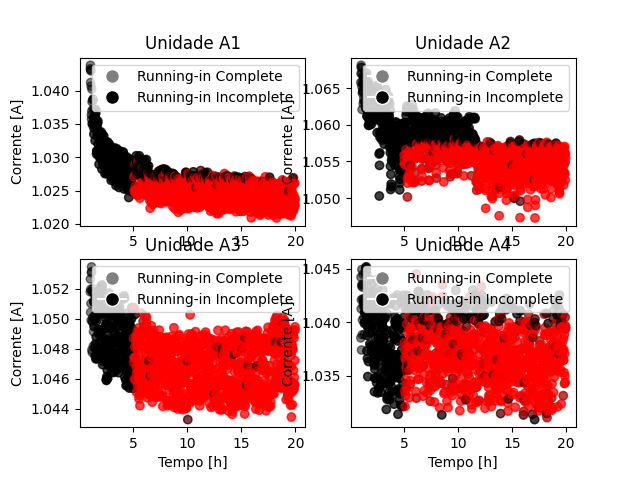 Unidade A1
Corrente [A]
1.040
1.035
1.030
1.025
1.020
5
10
15
20
Running-in Complete
Running-in Incomplete
Unidade A2
Corrente [A]
1.065
1.060
1.055
1.050
5
10
15
20
Running-in Complete
Running-in Incomplete
Unidade A3
Corrente [A]
1.052
1.050
1.048
1.046
1.044
5
10
15
20
Tempo [h]
Running-in Complete
Running-in Incomplete
Unidade A4
Corrente [A]
1.045
1.040
1.035
5
10
15
20
Tempo [h]
Running-in Complete
Running-in Incomplete